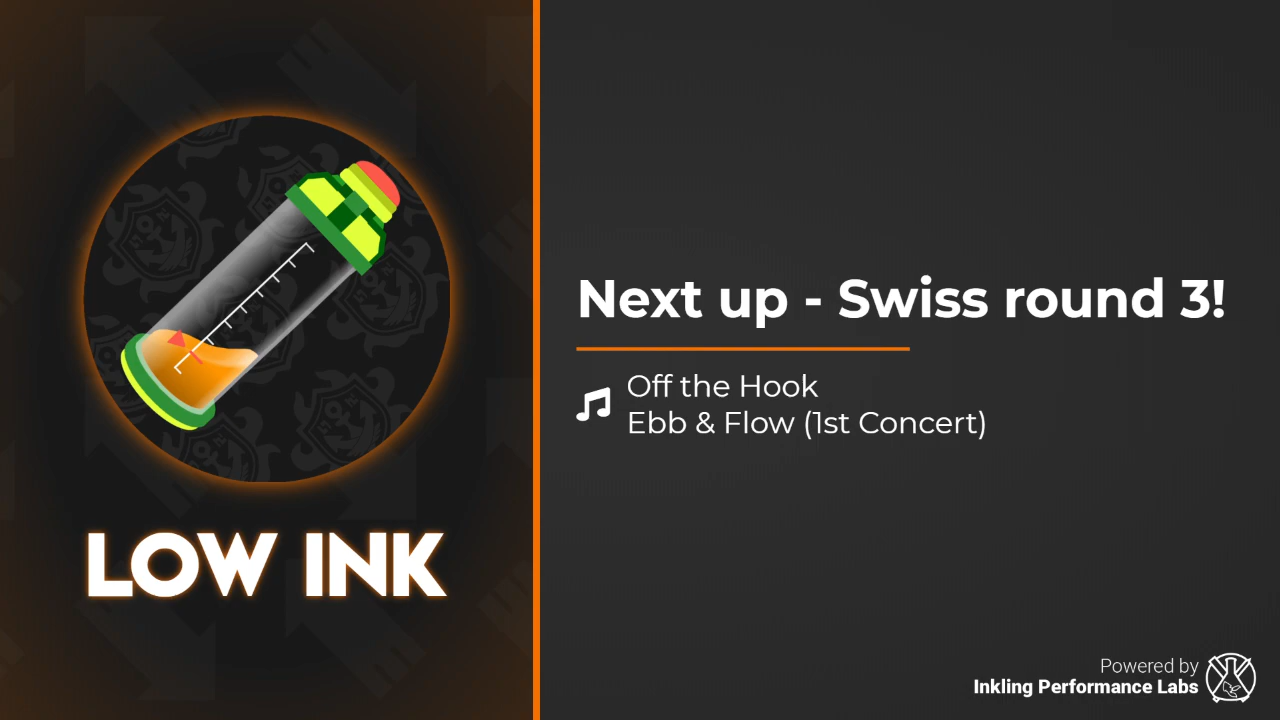 LOW INK
Next up - Swiss round 3!
Off the Hook
Ebb & Flow (1st Concert)
Powered by
Inkling Performance Labs